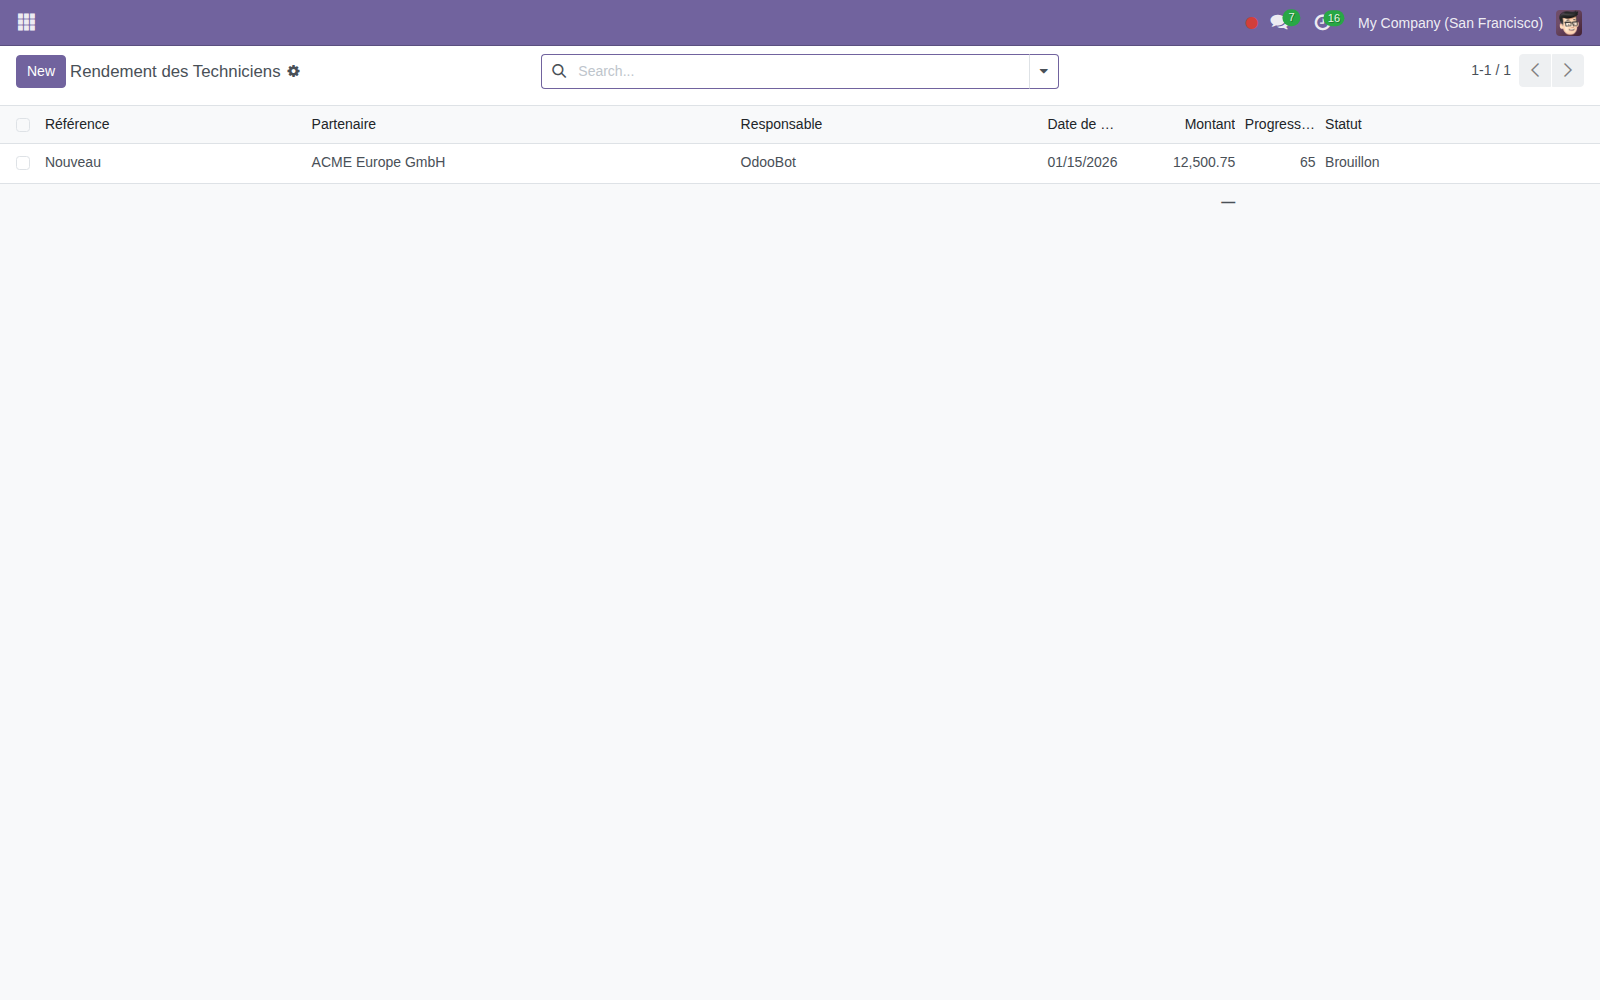 7 16 My Company (San Francisco)
New Rendement des Techniciens Search... 1-1 / 1
Référence Partenaire Responsable Date de … Montant Progress… Statut
Nouveau ACME Europe GmbH OdooBot 01/15/2026 12,500.75 65 Brouillon
—